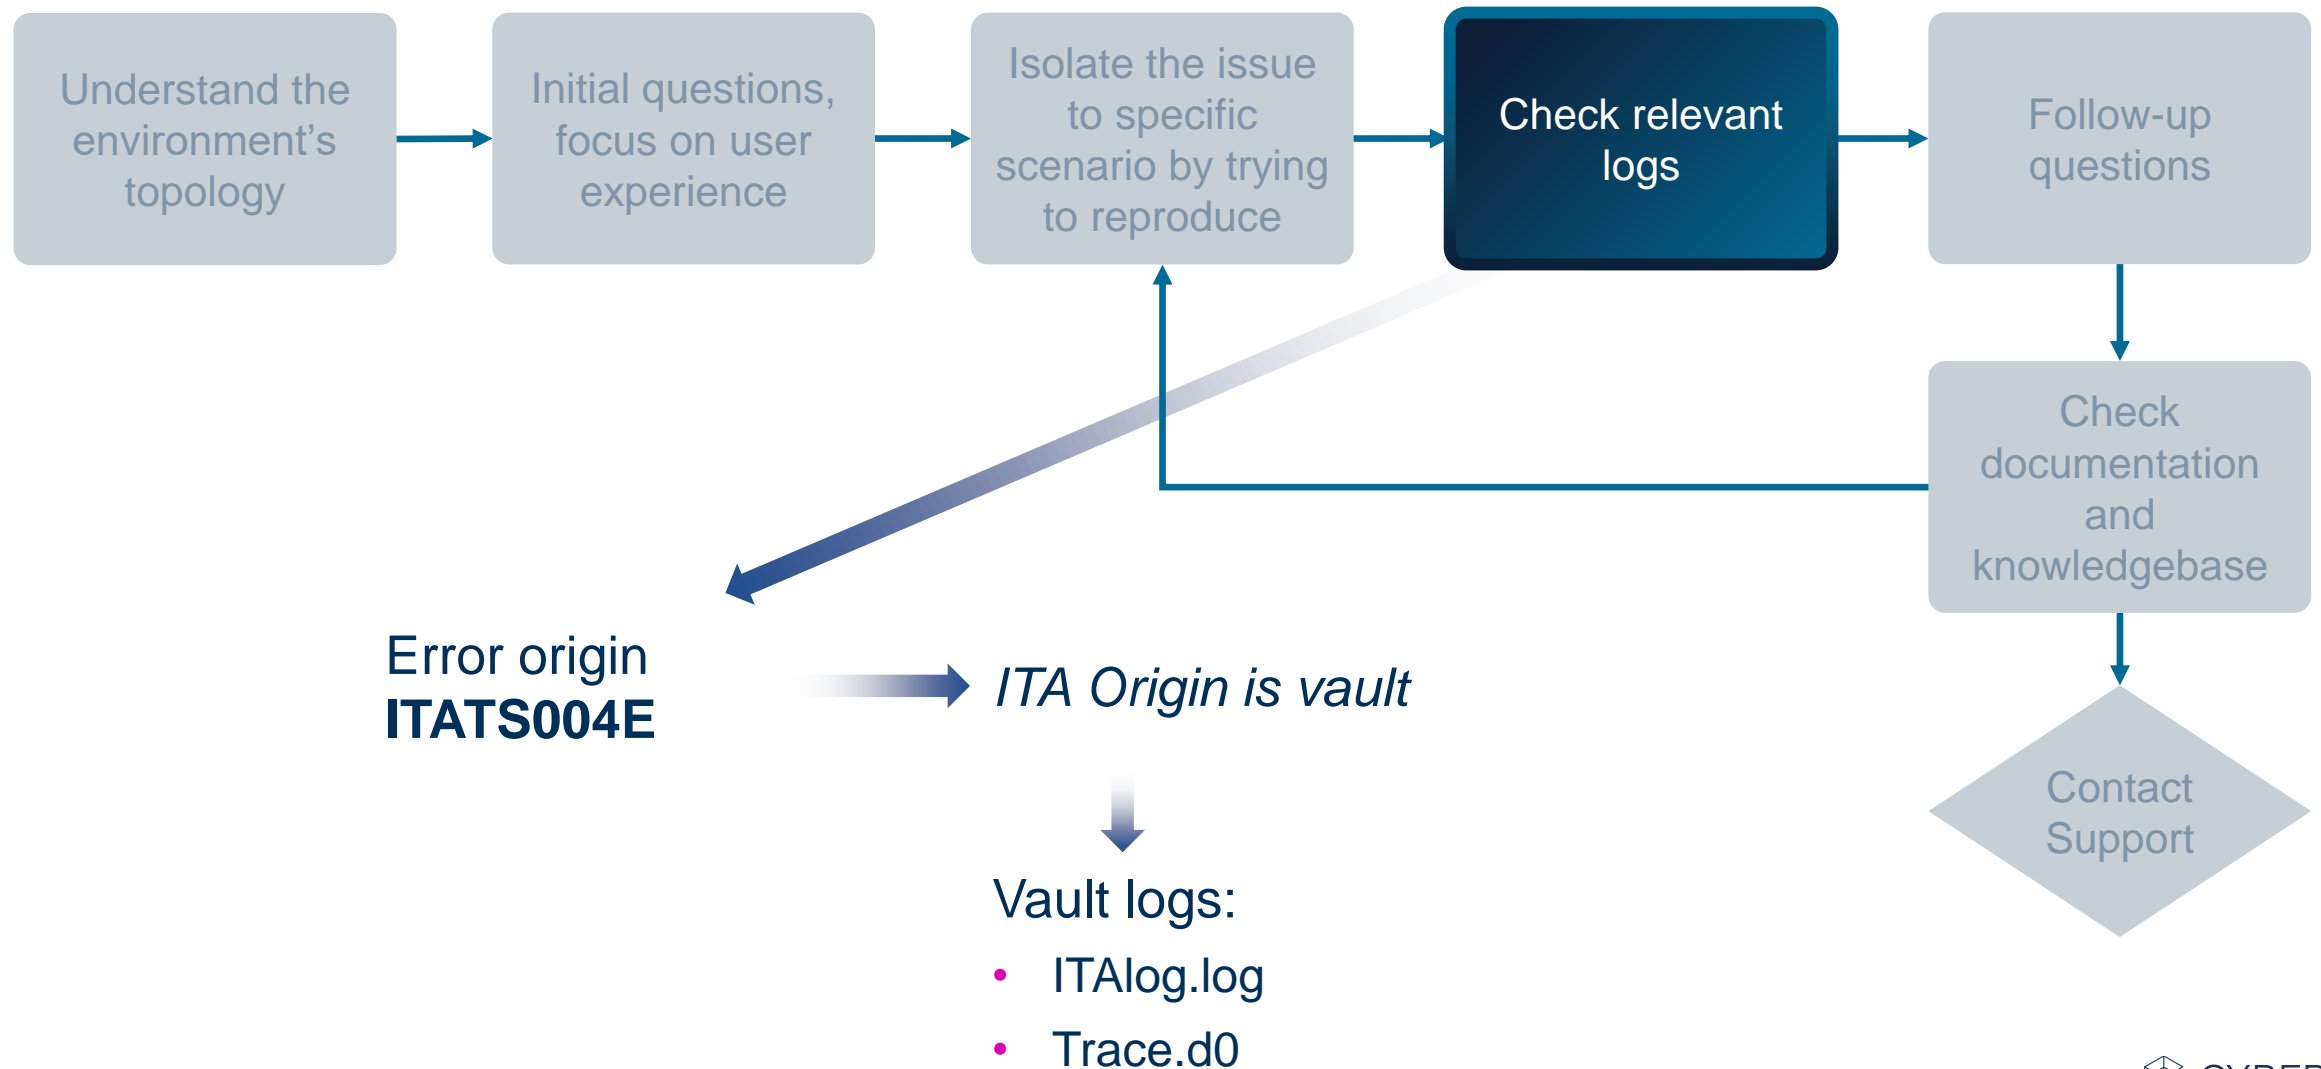 Understand the
environment's
topology
Initial questions,
focus on user
experience
Isolate the issue
to specific
scenario by trying
to reproduce
Check relevant
logs
Follow-up
questions
Check
documentation
and
knowledgebase
Contact
Support
Error origin
ITATS004E
ITA Origin is vault
Vault logs:
• ITAlog.log
• Trace.d0